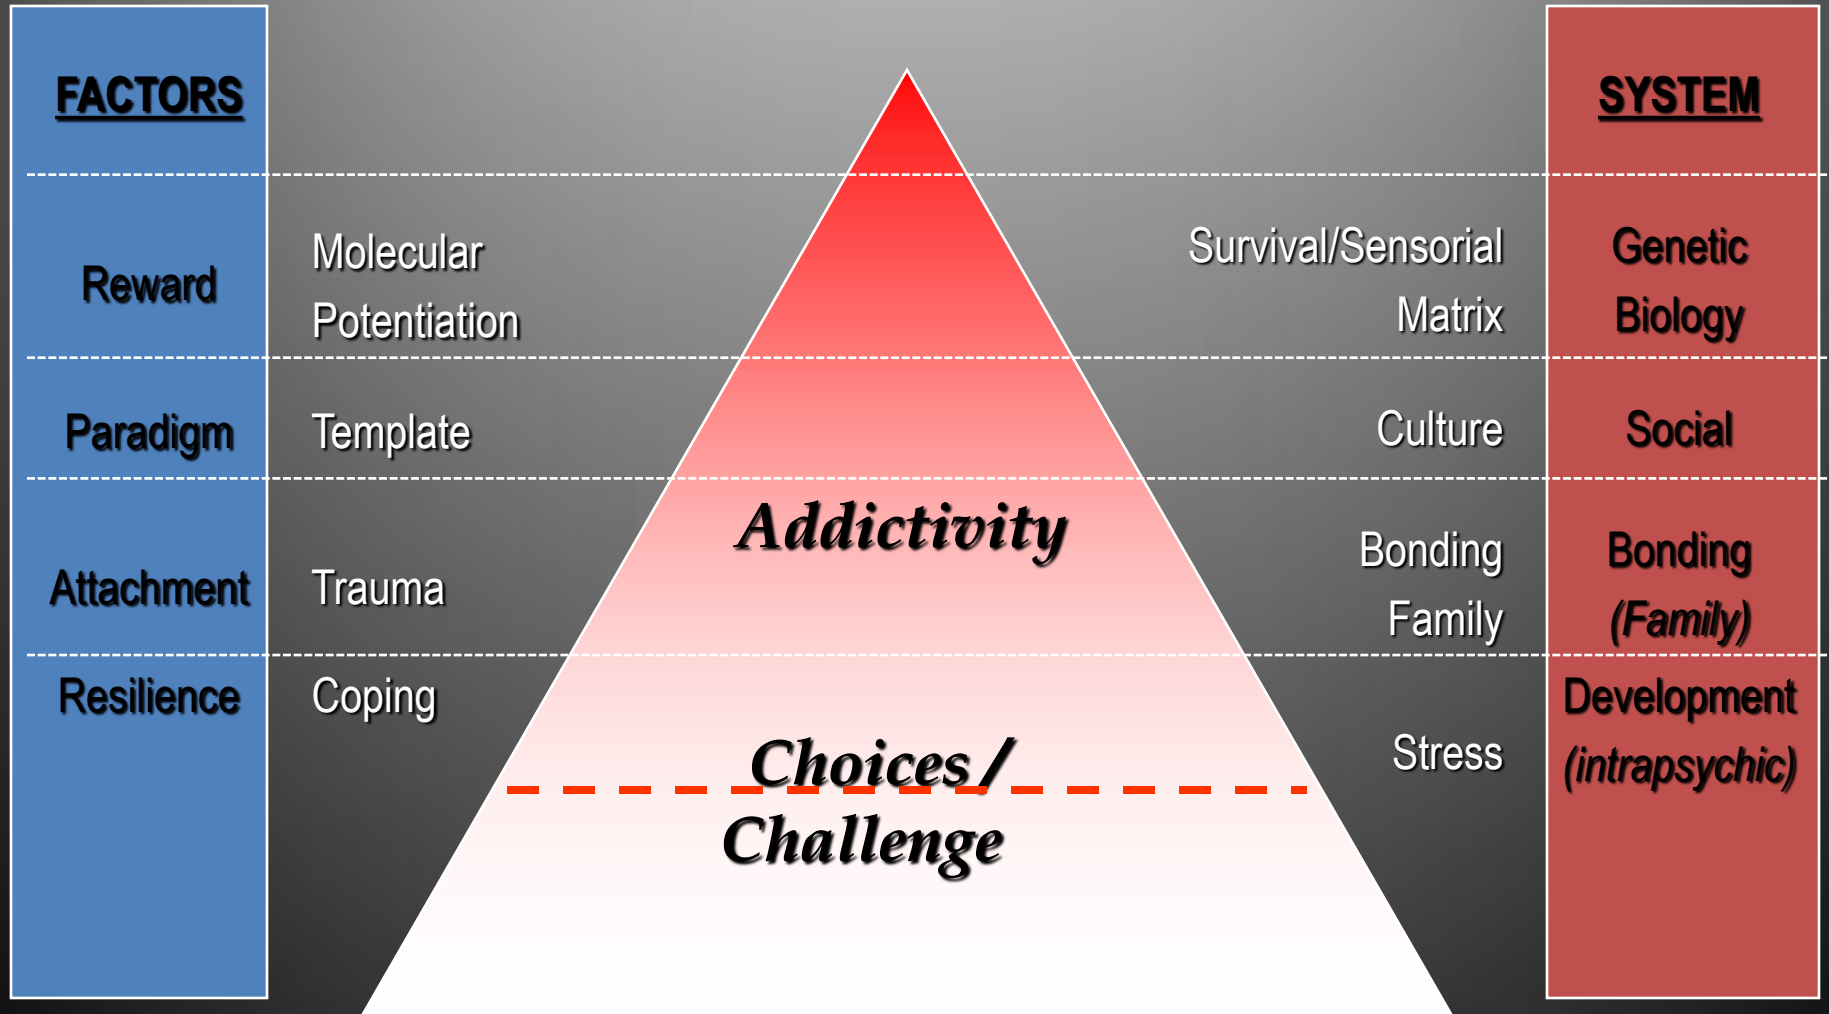 FACTORS
SYSTEM
Reward
Molecular
Potentiation
Survival/Sensorial
Matrix
Genetic
Biology
Paradigm
Template
Culture
Social
Addictivity
Attachment
Trauma
Bonding
Family
Bonding
(Family)
Resilience
Coping
Stress
Development
(intrapsychic)
Choices /
Challenge